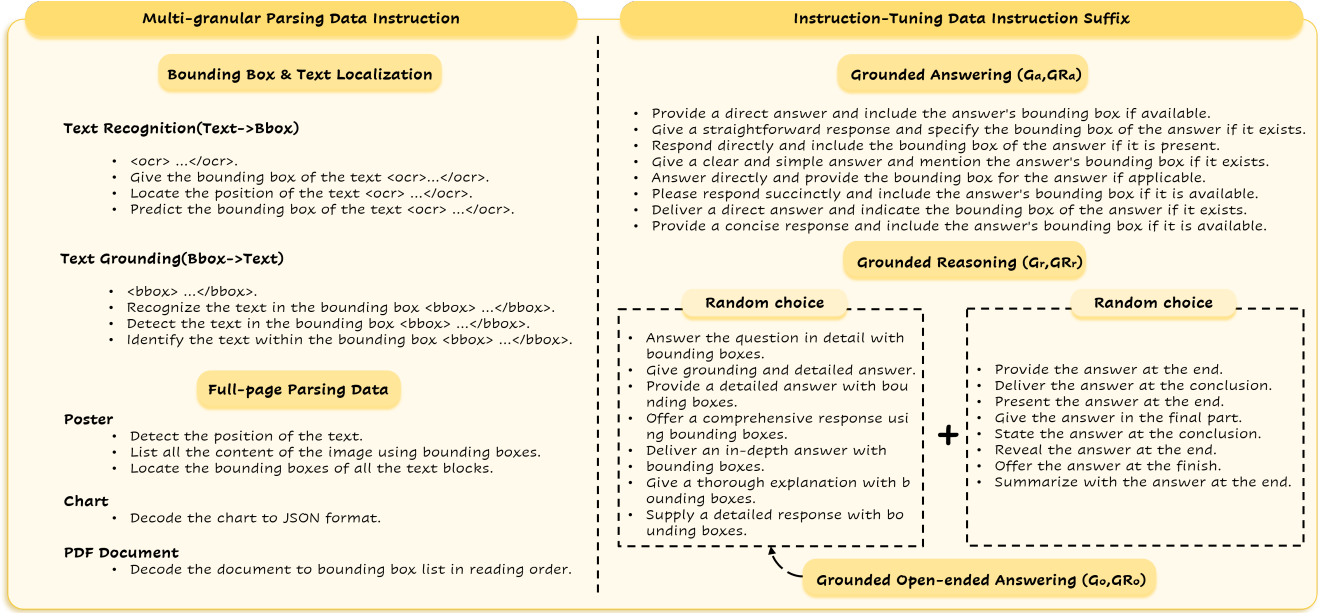 Multi-granular Parsing Data Instruction
Bounding Box & Text Localization
Text Recognition(Text->Bbox)
• <ocr> ...</ocr>.
• Give the bounding box of the text <ocr>...</ocr>.
• Locate the position of the text <ocr> ...</ocr>.
• Predict the bounding box of the text <ocr> ...</ocr>.
Text Grounding(Bbox->Text)
• <bbox> ...</bbox>.
• Recognize the text in the bounding box <bbox> ...</bbox>.
• Detect the text in the bounding box <bbox> ...</bbox>.
• Identify the text within the bounding box <bbox> ...</bbox>.
Full-page Parsing Data
Poster
• Detect the position of the text.
• List all the content of the image using bounding boxes.
• Locate the bounding boxes of all the text blocks.
Chart
• Decode the chart to JSON format.
PDF Document
• Decode the document to bounding box list in reading order.
Instruction-Tuning Data Instruction Suffix
Grounded Answering (Gₐ,GRₐ)
• Provide a direct answer and include the answer's bounding box if available.
• Give a straightforward response and specify the bounding box of the answer if it exists.
• Respond directly and include the bounding box of the answer if it is present.
• Give a clear and simple answer and mention the answer's bounding box if it exists.
• Answer directly and provide the bounding box for the answer if applicable.
• Please respond succinctly and include the answer's bounding box if it is available.
• Deliver a direct answer and indicate the bounding box of the answer if it exists.
• Provide a concise response and include the answer's bounding box if it is available.
Grounded Reasoning (Gᵣ,GRᵣ)
Random choice
• Answer the question in detail with
bounding boxes.
• Give grounding and detailed answer.
• Provide a detailed answer with bou
nding boxes.
• Offer a comprehensive response usi
ng bounding boxes.
• Deliver an in-depth answer with
• bounding boxes.
• Give a thorough explanation with b
ounding boxes.
• Supply a detailed response with bo
unding boxes.
+
Random choice
• Provide the answer at the end.
• Deliver the answer at the conclusion.
• Present the answer at the end.
• Give the answer in the final part.
• State the answer at the conclusion.
• Reveal the answer at the end.
• Offer the answer at the finish.
• Summarize with the answer at the end.
Grounded Open-ended Answering (Gₒ,GRₒ)